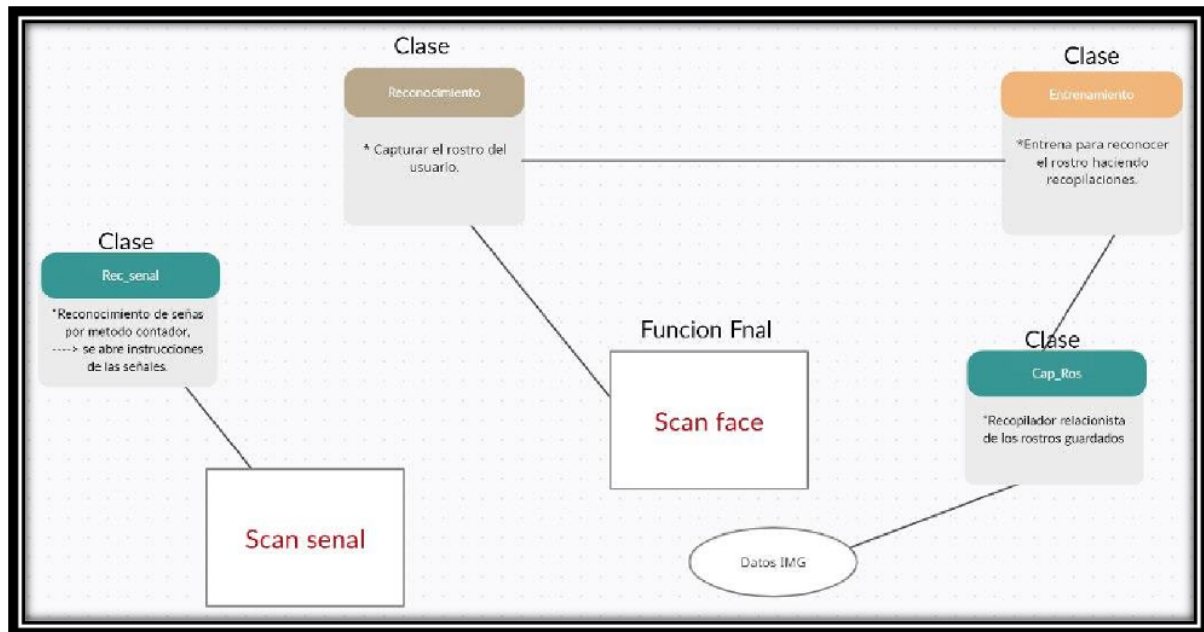 Clase
Reconocimiento
* Capturar el rostro del
usuario.
Clase
Entrenamiento
*Entrena para reconocer
el rostro haciendo
recopilaciones.
Clase
Rec_senal
*Reconocimiento de señas
por metodo contador,
----> se abre instrucciones
de las señales.
Funcion Fnal
Scan face
Clase
Cap_Ros
*Recopilador relacionista
de los rostros guardados
Scan senal
Datos IMG